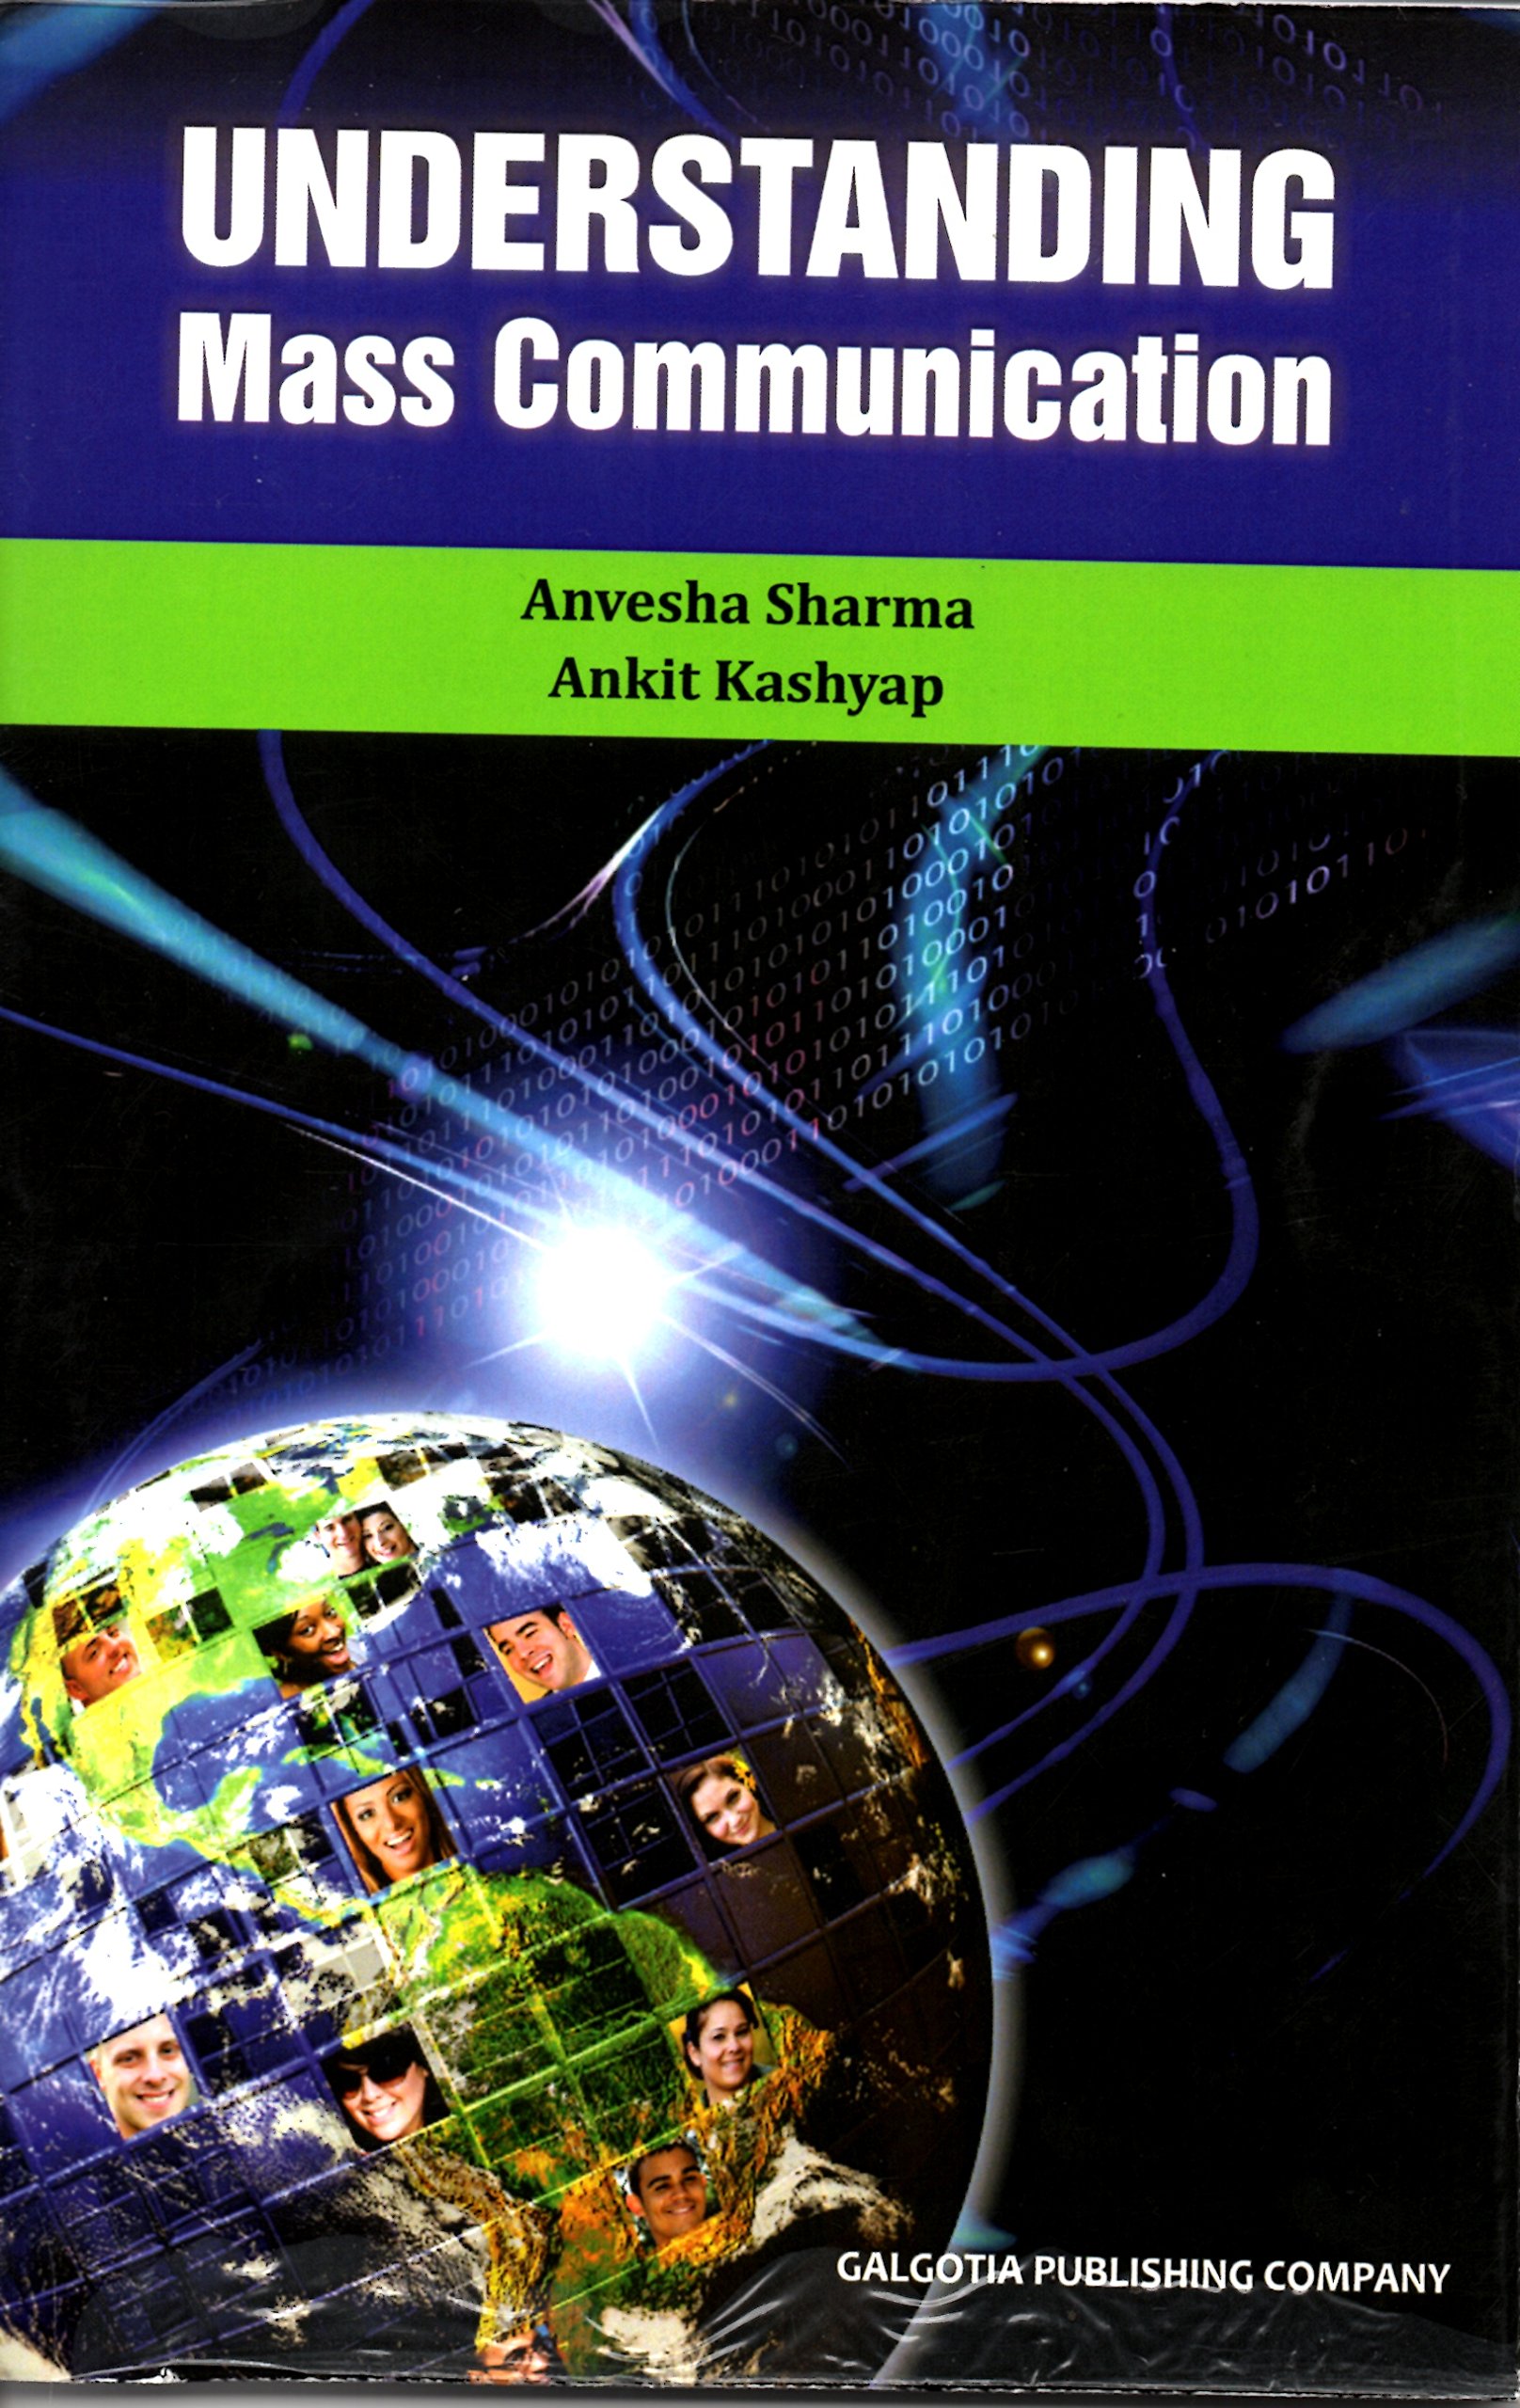 UNDERSTANDING
Mass Communication
Anvesha Sharma
Ankit Kashyap
GALGOTIA PUBLISHING COMPANY